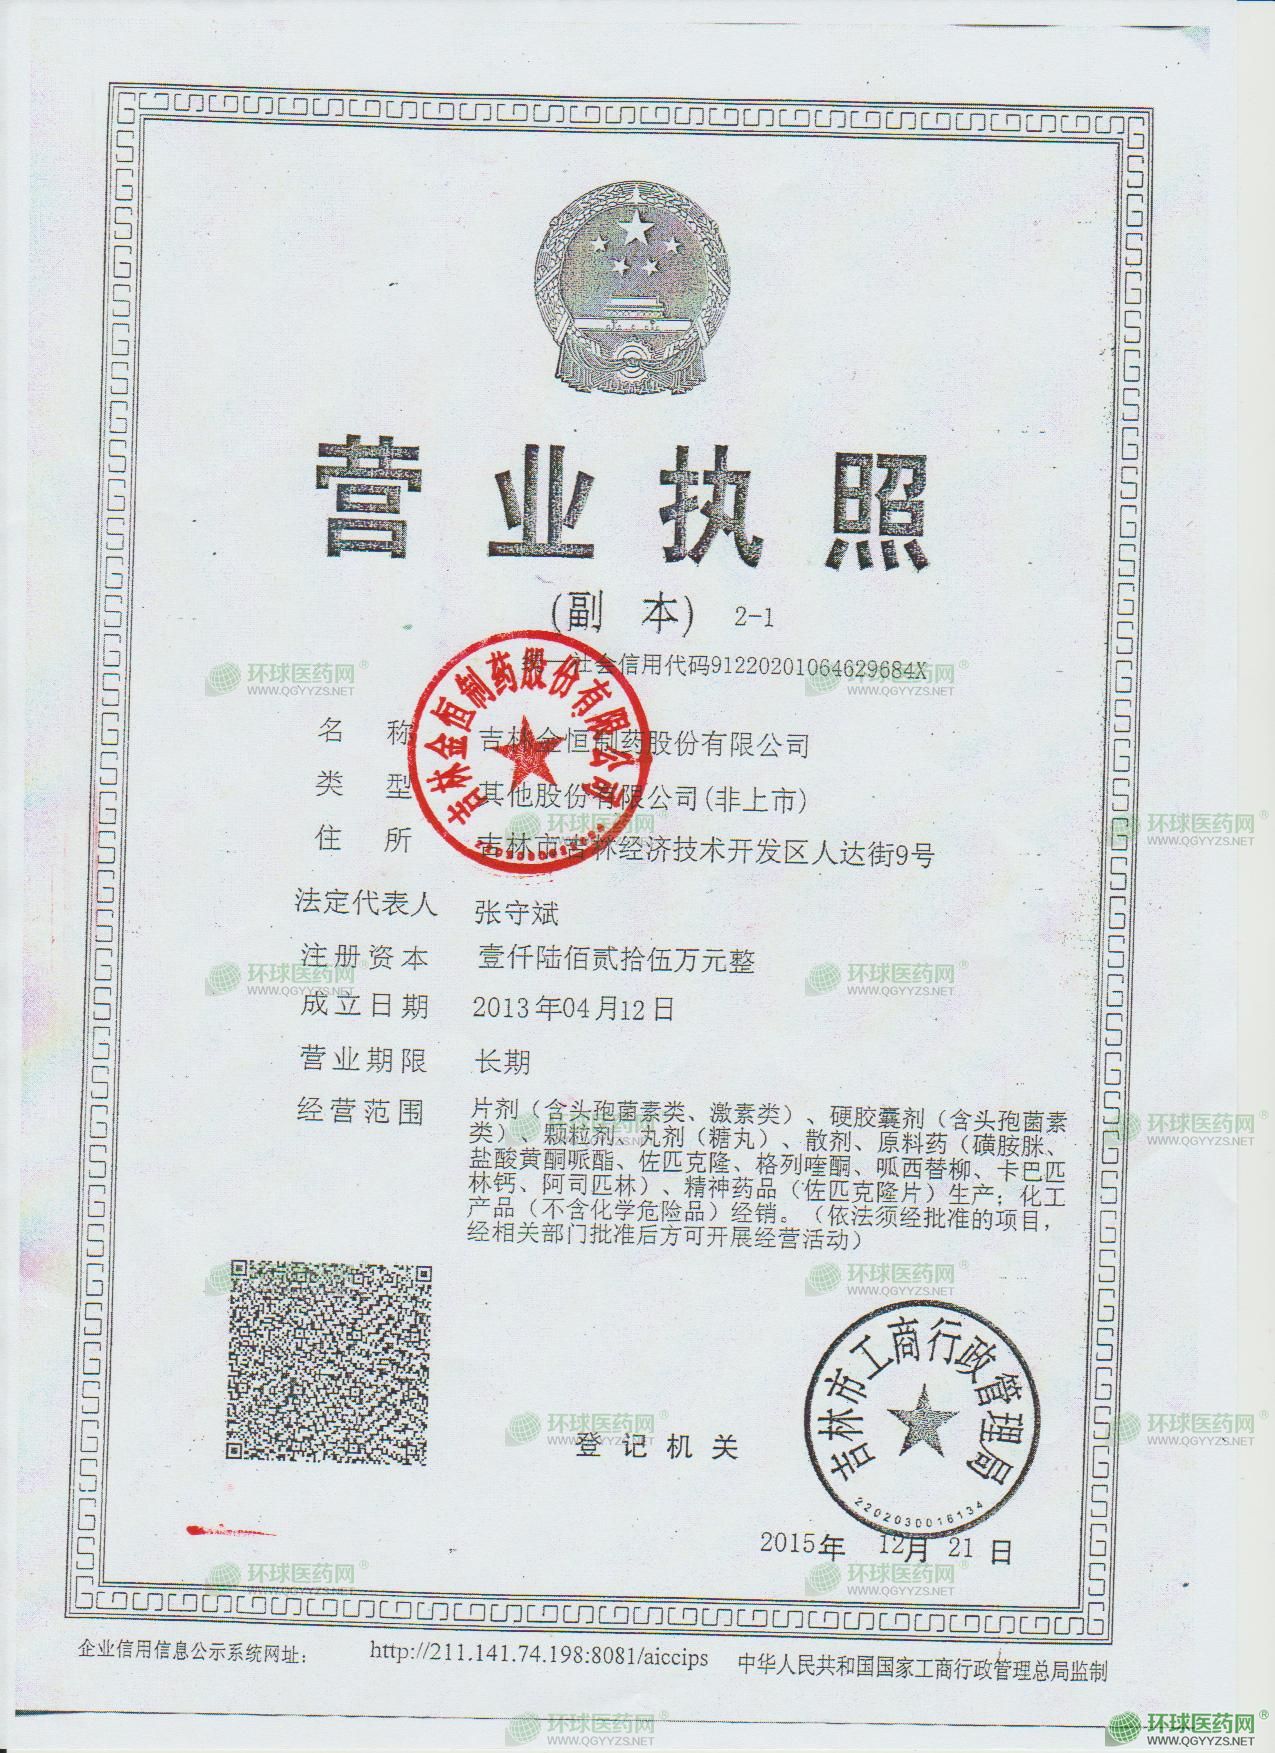 营业执照
(副 本) 2-1
统一社会信用代码91220201064629684X
名 称 吉林金恒制药股份有限公司
类 型 其他股份有限公司(非上市)
住 所 吉林市吉林经济技术开发区人达街9号
法定代表人 张守斌
注册资本 壹仟陆佰贰拾伍万元整
成立日期 2013年04月12日
营业期限 长期
经营范围 片剂（含头孢菌素类、激素类）、硬胶囊剂（含头孢菌素
类）、颗粒剂、丸剂（糖丸）、散剂、原料药（磺胺脒、
盐酸黄酮哌酯、佐匹克隆、格列喹酮、呱西替柳、卡巴匹
林钙、阿司匹林）、精神药品（佐匹克隆片）生产；化工
产品（不含化学危险品）经销。（依法须经批准的项目，
经相关部门批准后方可开展经营活动）
吉林金恒制药股份有限公司
登记机关
吉林市工商行政管理局
2202030016134
2015年 12月 21日
企业信用信息公示系统网址： http://211.141.74.198:8081/aiccips 中华人民共和国国家工商行政管理总局监制
环球医药网®
WWW.QGYYZS.NET